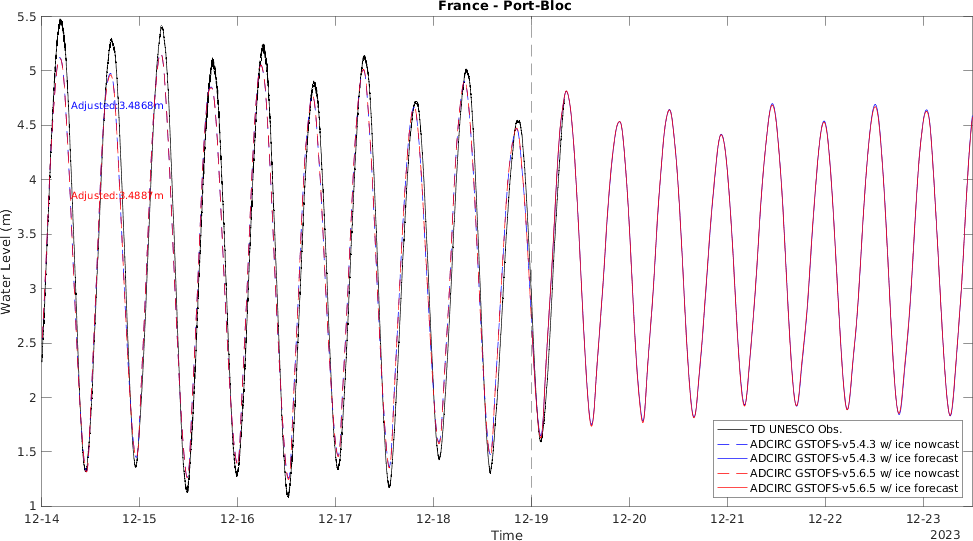 France - Port-Bloc
5.5
5
4.5
4
3.5
3
2.5
2
1.5
1
Water Level (m)
Adjusted:3.4868m
Adjusted:3.4887m
TD UNESCO Obs.
ADCIRC GSTOFS-v5.4.3 w/ ice nowcast
ADCIRC GSTOFS-v5.4.3 w/ ice forecast
ADCIRC GSTOFS-v5.6.5 w/ ice nowcast
ADCIRC GSTOFS-v5.6.5 w/ ice forecast
12-14 12-15 12-16 12-17 12-18 12-19 12-20 12-21 12-22 12-23
Time
2023